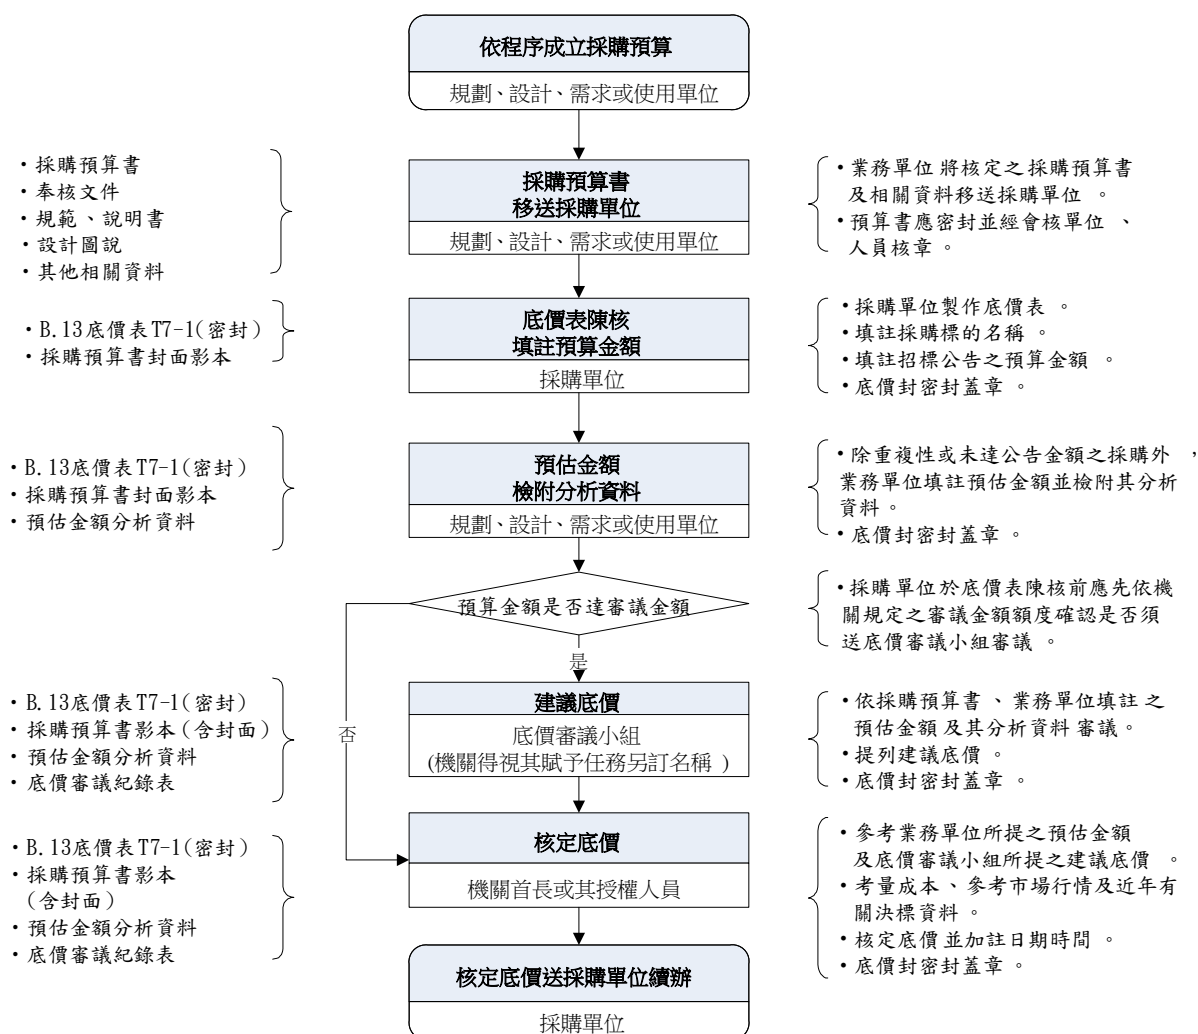 依程序成立採購預算
規劃、設計、需求或使用單位
・採購預算書
・奉核文件
・規範、說明書
・設計圖說
・其他相關資料
採購預算書
移送採購單位
規劃、設計、需求或使用單位
・業務單位 將核定之採購預算書
及相關資料移送採購單位 。
・預算書應密封並經會核單位 、
人員核章 。
・B.13底價表T7-1(密封)
・採購預算書封面影本
底價表陳核
填註預算金額
採購單位
・採購單位製作底價表 。
・填註採購標的名稱 。
・填註招標公告之預算金額 。
・底價封密封蓋章 。
・B.13底價表T7-1(密封)
・採購預算書封面影本
・預估金額分析資料
預估金額
檢附分析資料
規劃、設計、需求或使用單位
・除重複性或未達公告金額之採購外 ,
業務單位填註預估金額並檢附其分析
資料。
・底價封密封蓋章 。
預算金額是否達審議金額
・採購單位於底價表陳核前應先依機
關規定之審議金額額度確認是否須
送底價審議小組審議 。
是
否
・B.13底價表T7-1(密封)
・採購預算書影本(含封面)
・預估金額分析資料
・底價審議紀錄表
建議底價
底價審議小組
(機關得視其賦予任務另訂名稱 )
・依採購預算書 、業務單位填註之
預估金額 及其分析資料 審議。
・提列建議底價 。
・底價封密封蓋章 。
・B.13底價表T7-1(密封)
・採購預算書影本
(含封面)
・預估金額分析資料
・底價審議紀錄表
核定底價
機關首長或其授權人員
・參考業務單位所提之預估金額
及底價審議小組所提之建議底價 。
・考量成本 、參考市場行情及近年有
關決標資料 。
・核定底價 並加註日期時間 。
・底價封密封蓋章 。
核定底價送採購單位續辦
採購單位